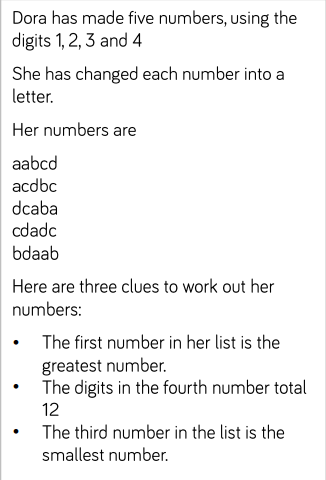 Dora has made five numbers, using the
digits 1, 2, 3 and 4
She has changed each number into a
letter.
Her numbers are
aabcd
acdbc
dcaba
cdadc
bdaab
Here are three clues to work out her
numbers:
• The first number in her list is the
greatest number.
• The digits in the fourth number total
12
• The third number in the list is the
smallest number.